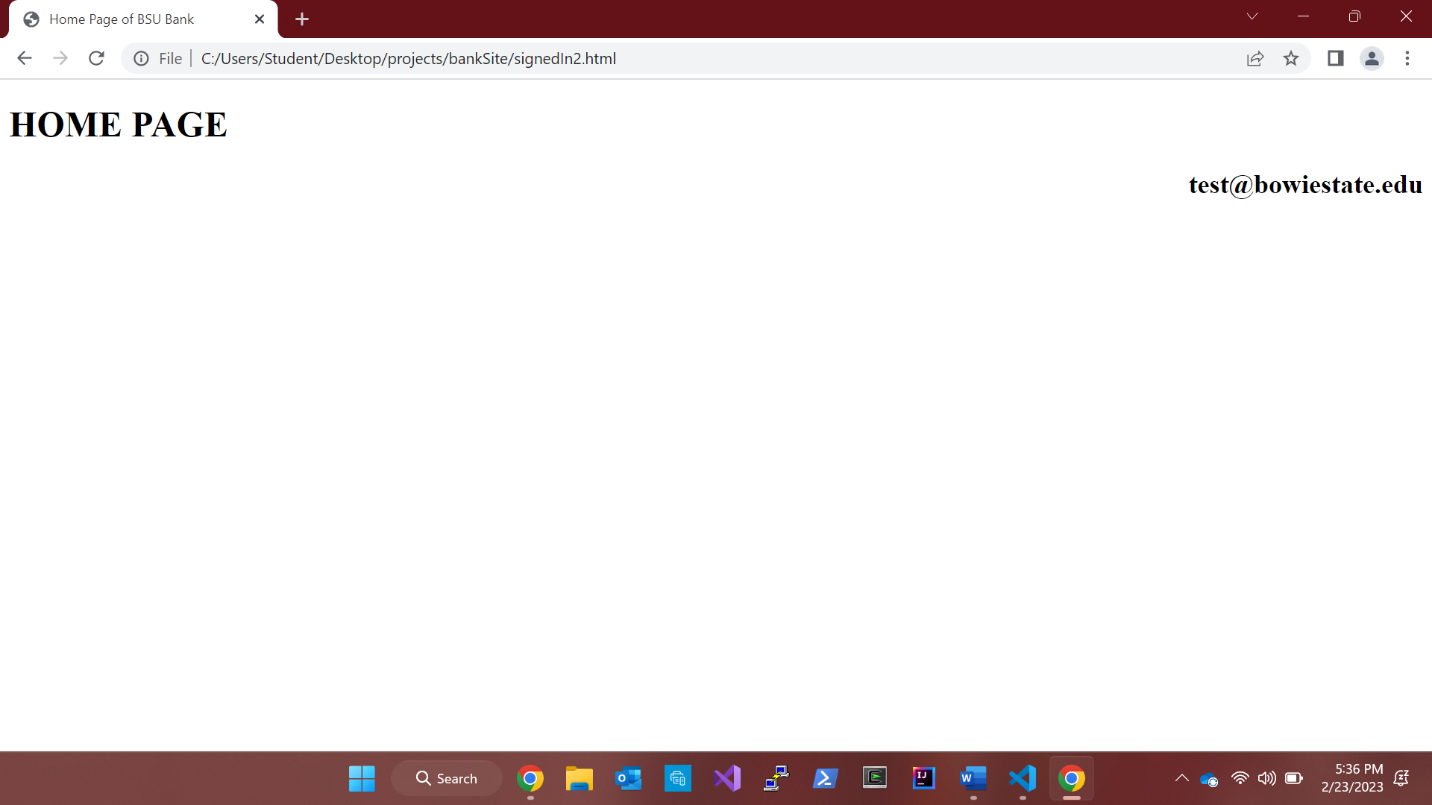 Home Page of BSU Bank
File | C:/Users/Student/Desktop/projects/bankSite/signedIn2.html
HOME PAGE
test@bowiestate.edu
Search
5:36 PM
2/23/2023